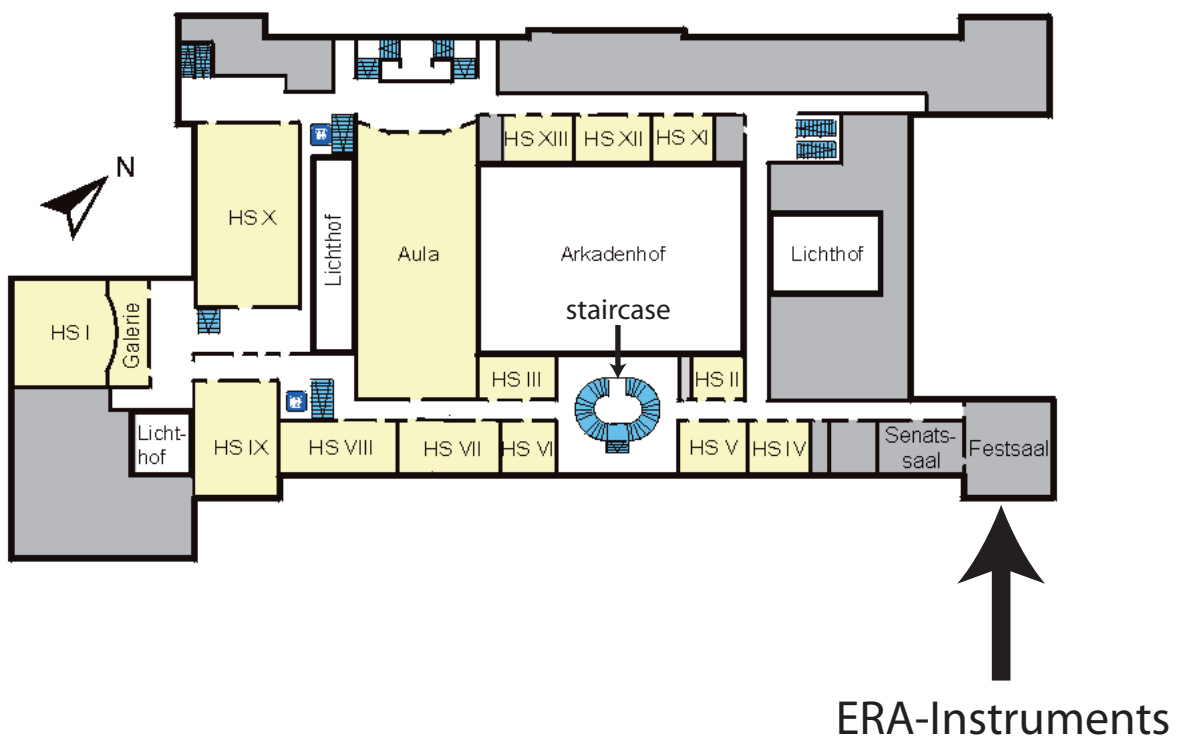 HS XIII
HS XII
HS XI
N
HS X
Lichthof
Aula
Arkadenhof
Lichthof
staircase
HS I
Galerie
HS III
HS II
Licht-
hof
HS IX
HS VIII
HS VII
HS VI
HS V
HS IV
Senats-
saal
Festsaal
ERA-Instruments